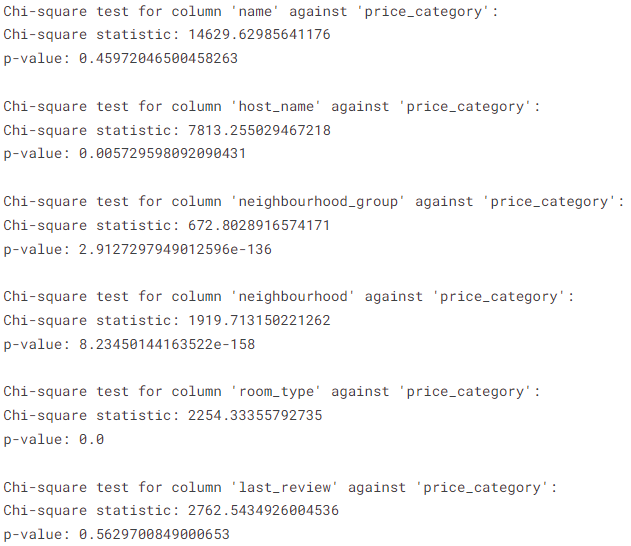 Chi-square test for column 'name' against 'price_category':
Chi-square statistic: 14629.62985641176
p-value: 0.45972046500458263
Chi-square test for column 'host_name' against 'price_category':
Chi-square statistic: 7813.255029467218
p-value: 0.005729598092090431
Chi-square test for column 'neighbourhood_group' against 'price_category':
Chi-square statistic: 672.8028916574171
p-value: 2.9127297949012596e-136
Chi-square test for column 'neighbourhood' against 'price_category':
Chi-square statistic: 1919.713150221262
p-value: 8.23450144163522e-158
Chi-square test for column 'room_type' against 'price_category':
Chi-square statistic: 2254.33355792735
p-value: 0.0
Chi-square test for column 'last_review' against 'price_category':
Chi-square statistic: 2762.5434926004536
p-value: 0.5629700849000653